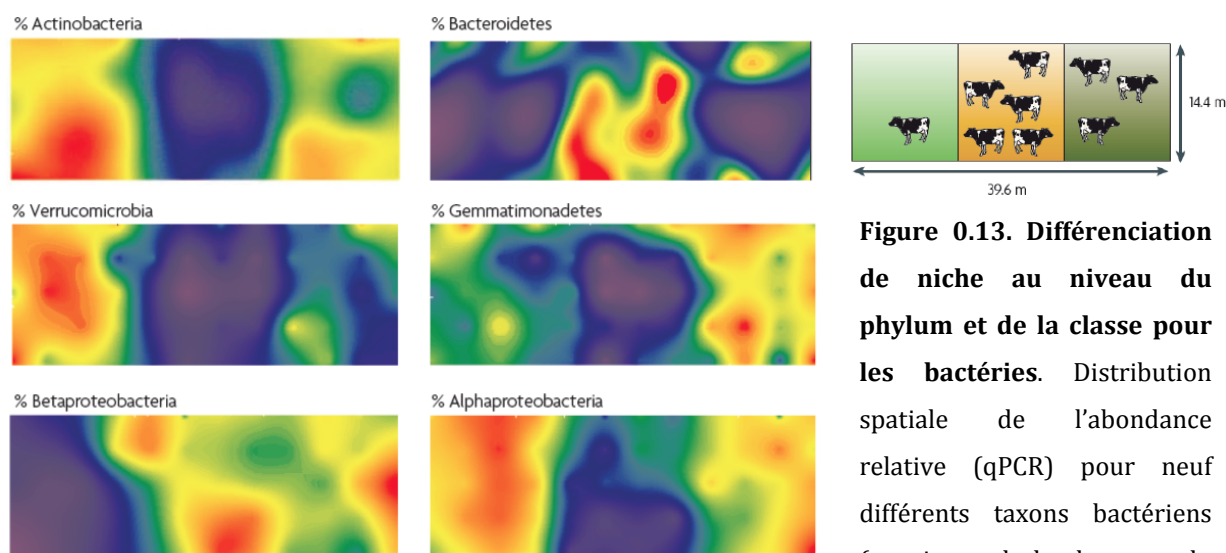 % Actinobacteria
% Bacteroidetes
14.4 m
39.6 m
% Verrucomicrobia
% Gemmatimonadetes
% Betaproteobacteria
% Alphaproteobacteria
Figure 0.13. Différenciation
de niche au niveau du
phylum et de la classe pour
les bactéries. Distribution
spatiale de l'abondance
relative (qPCR) pour neuf
différents taxons bactériens